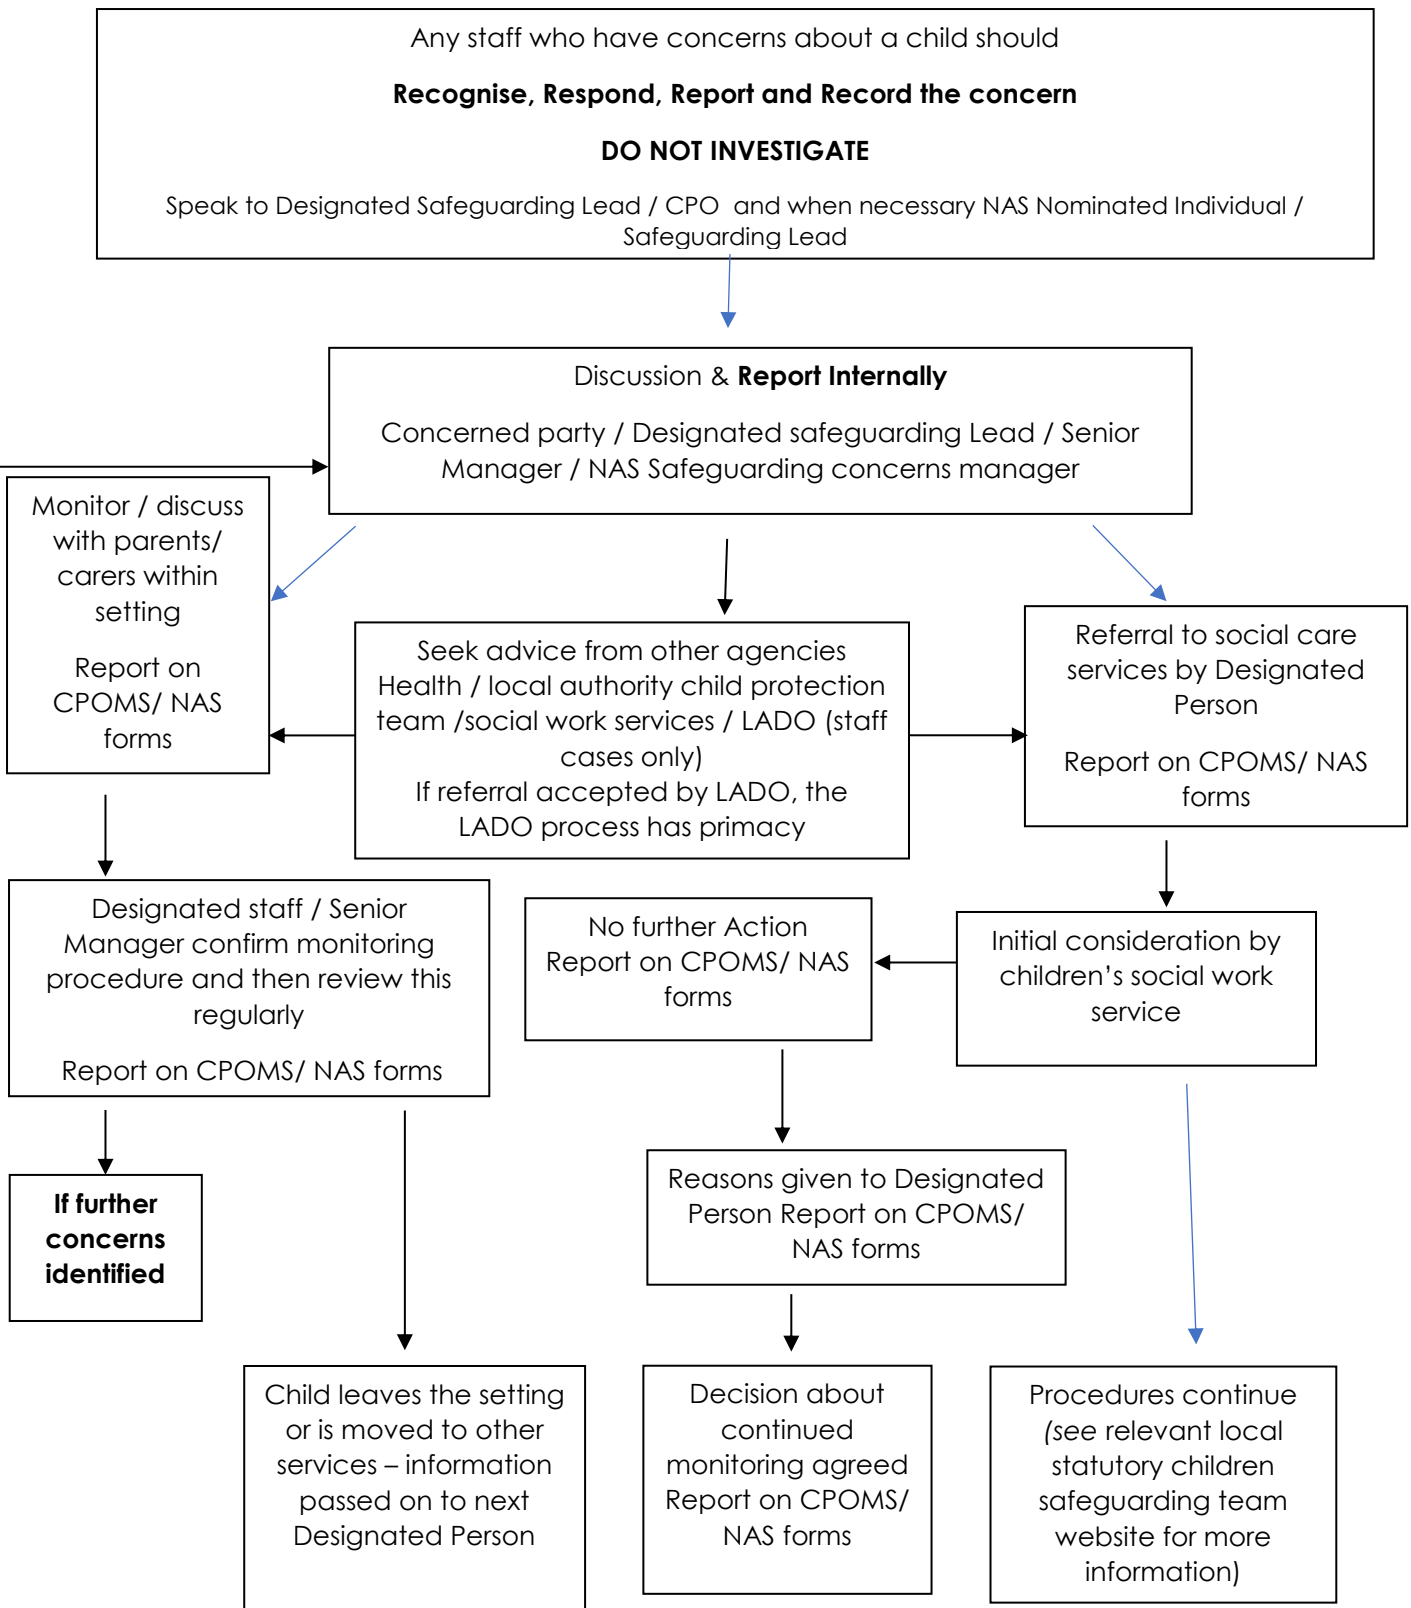 Any staff who have concerns about a child should
Recognise, Respond, Report and Record the concern
DO NOT INVESTIGATE
Speak to Designated Safeguarding Lead / CPO  and when necessary NAS Nominated Individual /
Safeguarding Lead
Discussion & Report Internally
Concerned party / Designated safeguarding Lead / Senior
Manager / NAS Safeguarding concerns manager
Monitor / discuss
with parents/
carers within
setting
Report on
CPOMS/ NAS
forms
Seek advice from other agencies
Health / local authority child protection
team /social work services / LADO (staff
cases only)
If referral accepted by LADO, the
LADO process has primacy
Referral to social care
services by Designated
Person
Report on CPOMS/ NAS
forms
Designated staff / Senior
Manager confirm monitoring
procedure and then review this
regularly
Report on CPOMS/ NAS forms
No further Action
Report on CPOMS/ NAS
forms
Initial consideration by
children’s social work
service
If further
concerns
identified
Reasons given to Designated
Person Report on CPOMS/
NAS forms
Child leaves the setting
or is moved to other
services – information
passed on to next
Designated Person
Decision about
continued
monitoring agreed
Report on CPOMS/
NAS forms
Procedures continue
(see relevant local
statutory children
safeguarding team
website for more
information)